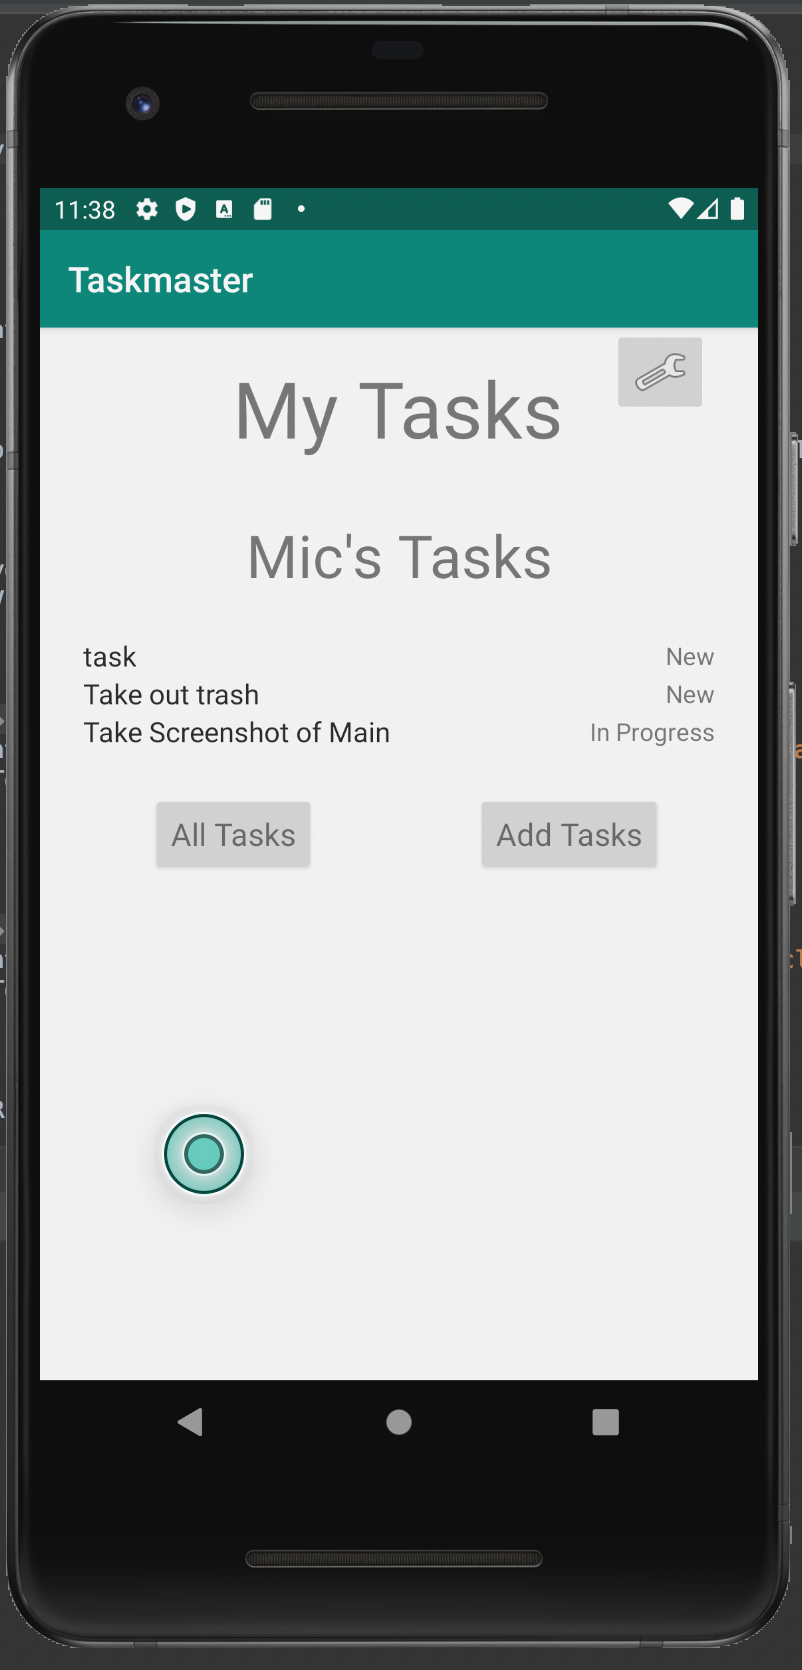 11:38
Taskmaster
My Tasks
Mic's Tasks
task New
Take out trash New
Take Screenshot of Main In Progress
All Tasks Add Tasks